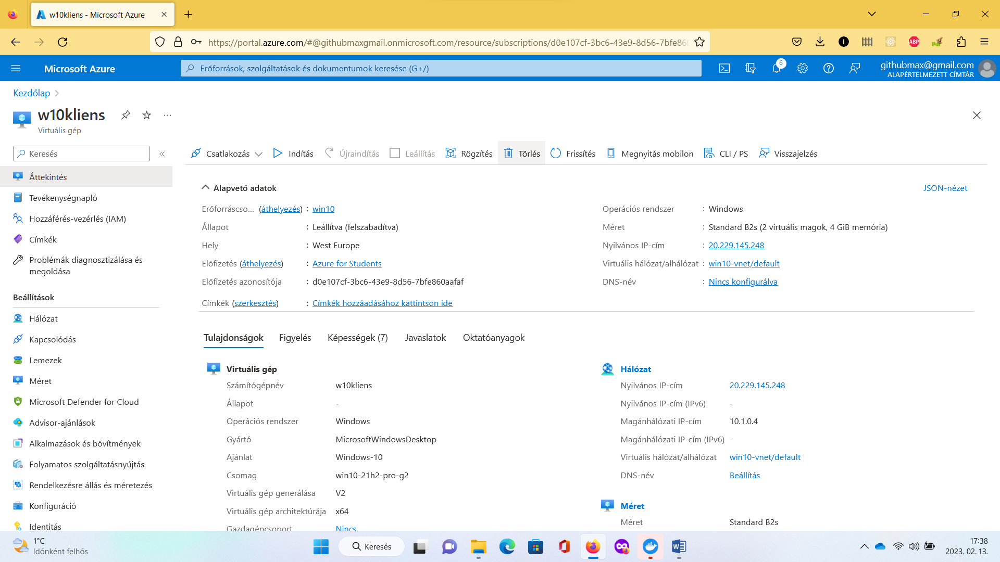 w10kliens - Microsoft Azure
https://portal.azure.com/#@githubmaxgmail.onmicrosoft.com/resource/subscriptions/d0e107cf-3bc6-43e9-8d56-7bfe86
ABP
Microsoft Azure
Erőforrások, szolgáltatások és dokumentumok keresése (G+/)
6
githubmax@gmail.com
ALAPÉRTELMEZETT CÍMTÁR
Kezdőlap
w10kliens
Virtuális gép
Keresés
Csatlakozás
Indítás
Újraindítás
Leállítás
Rögzítés
Törlés
Frissítés
Megnyitás mobilon
CLI / PS
Visszajelzés
Áttekintés
Tevékenységnapló
Hozzáférés-vezérlés (IAM)
Címkék
Problémák diagnosztizálása és
megoldása
Beállítások
Hálózat
Kapcsolódás
Lemezek
Méret
Microsoft Defender for Cloud
Advisor-ajánlások
Alkalmazások és bővítmények
Folyamatos szolgáltatásnyújtás
Rendelkezésre állás és méretezés
Konfiguráció
Identitás
Alapvető adatok
JSON-nézet
Erőforráscso... (áthelyezés) : win10
Állapot : Leállítva (felszabadítva)
Hely : West Europe
Előfizetés (áthelyezés) : Azure for Students
Előfizetés azonosítója : d0e107cf-3bc6-43e9-8d56-7bfe860aafaf
Címkék (szerkesztés) : Címkék hozzáadásához kattintson ide
Operációs rendszer : Windows
Méret : Standard B2s (2 virtuális magok, 4 GiB memória)
Nyilvános IP-cím : 20.229.145.248
Virtuális hálózat/alhálózat : win10-vnet/default
DNS-név : Nincs konfigurálva
Tulajdonságok
Figyelés
Képességek (7)
Javaslatok
Oktatóanyagok
Virtuális gép
Számítógépnév w10kliens
Állapot -
Operációs rendszer Windows
Gyártó MicrosoftWindowsDesktop
Ajánlat Windows-10
Csomag win10-21h2-pro-g2
Virtuális gép generálása V2
Virtuális gép architektúrája x64
Gazdagépcsoport Nincs
Hálózat
Nyilvános IP-cím 20.229.145.248
Nyilvános IP-cím (IPv6) -
Magánhálózati IP-cím 10.1.0.4
Magánhálózati IP-cím (IPv6) -
Virtuális hálózat/alhálózat win10-vnet/default
DNS-név Beállítás
Méret
Méret Standard B2s
1°C
Időnként felhős
Keresés
17:38
2023. 02. 13.